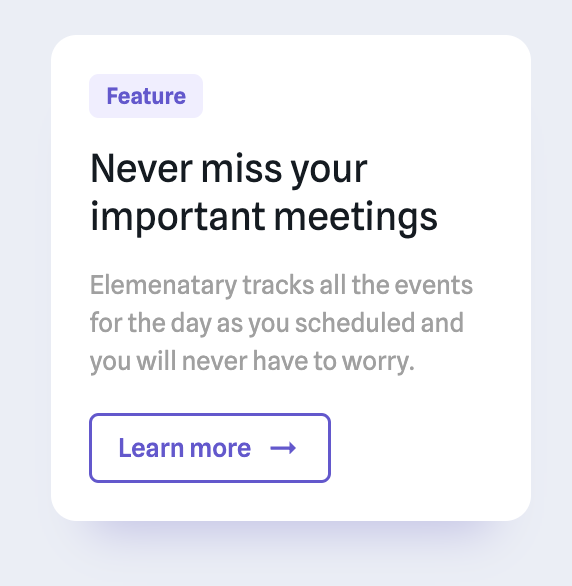 Feature
Never miss your
important meetings
Elemenatary tracks all the events
for the day as you scheduled and
you will never have to worry.
Learn more →